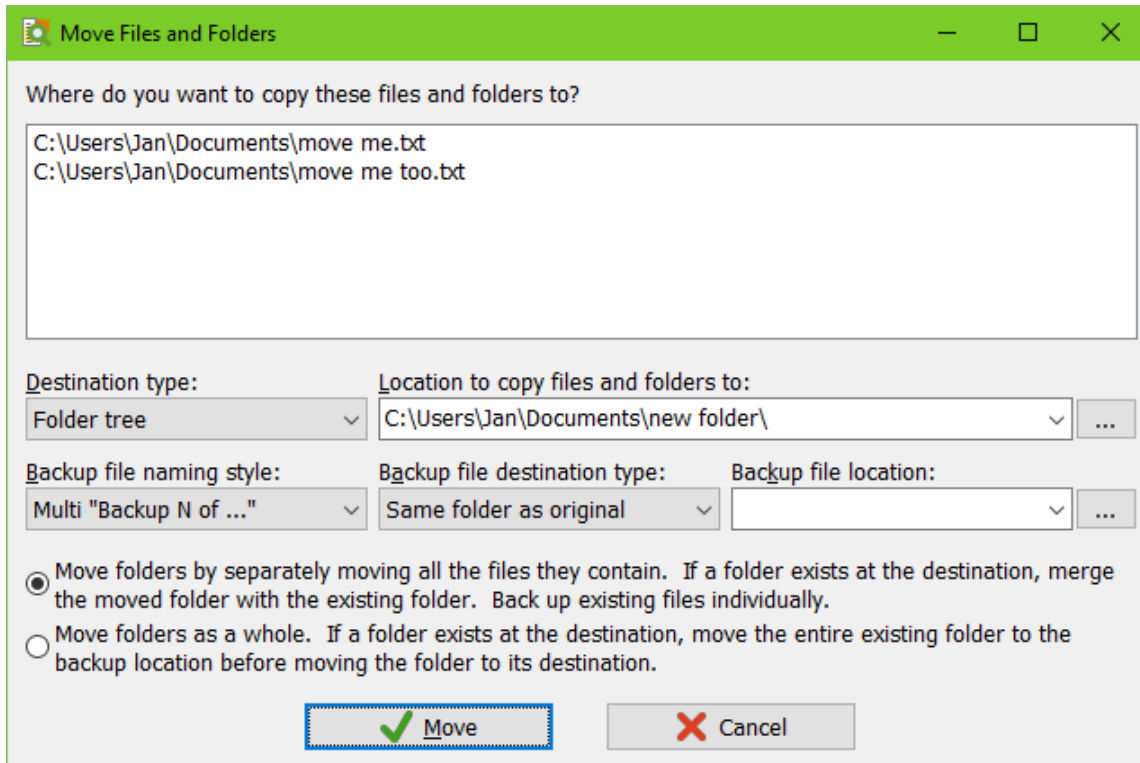 Move Files and Folders
Where do you want to copy these files and folders to?
C:\Users\Jan\Documents\move me.txt
C:\Users\Jan\Documents\move me too.txt
Destination type:
Location to copy files and folders to:
Folder tree
C:\Users\Jan\Documents\new folder\
...
Backup file naming style:
Backup file destination type:
Backup file location:
Multi "Backup N of ..."
Same folder as original
...
Move folders by separately moving all the files they contain.  If a folder exists at the destination, merge
the moved folder with the existing folder.  Back up existing files individually.
Move folders as a whole.  If a folder exists at the destination, move the entire existing folder to the
backup location before moving the folder to its destination.
Move
Cancel